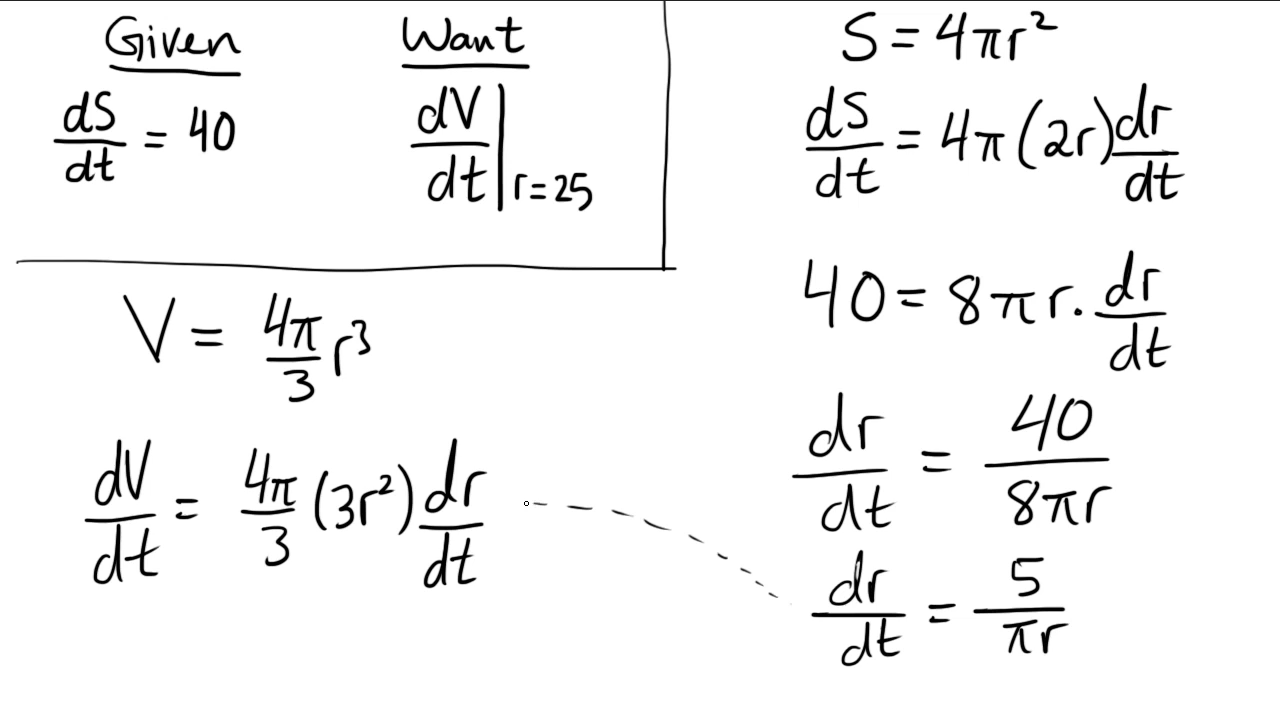 Given
dS/dt = 40
Want
dV/dt | r=25
V = 4π/3 r³
dV/dt = 4π/3 (3r²) dr/dt
S = 4πr²
dS/dt = 4π(2r) dr/dt
40 = 8πr · dr/dt
dr/dt = 40/8πr
dr/dt = 5/πr